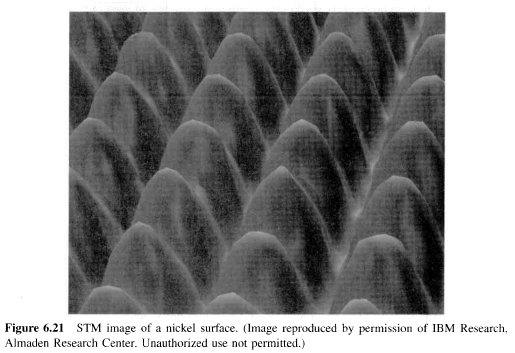 Figure 6.21 STM image of a nickel surface. (Image reproduced by permission of IBM Research,
Almaden Research Center. Unauthorized use not permitted.)